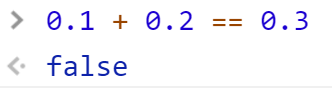 0.1 + 0.2 == 0.3
false